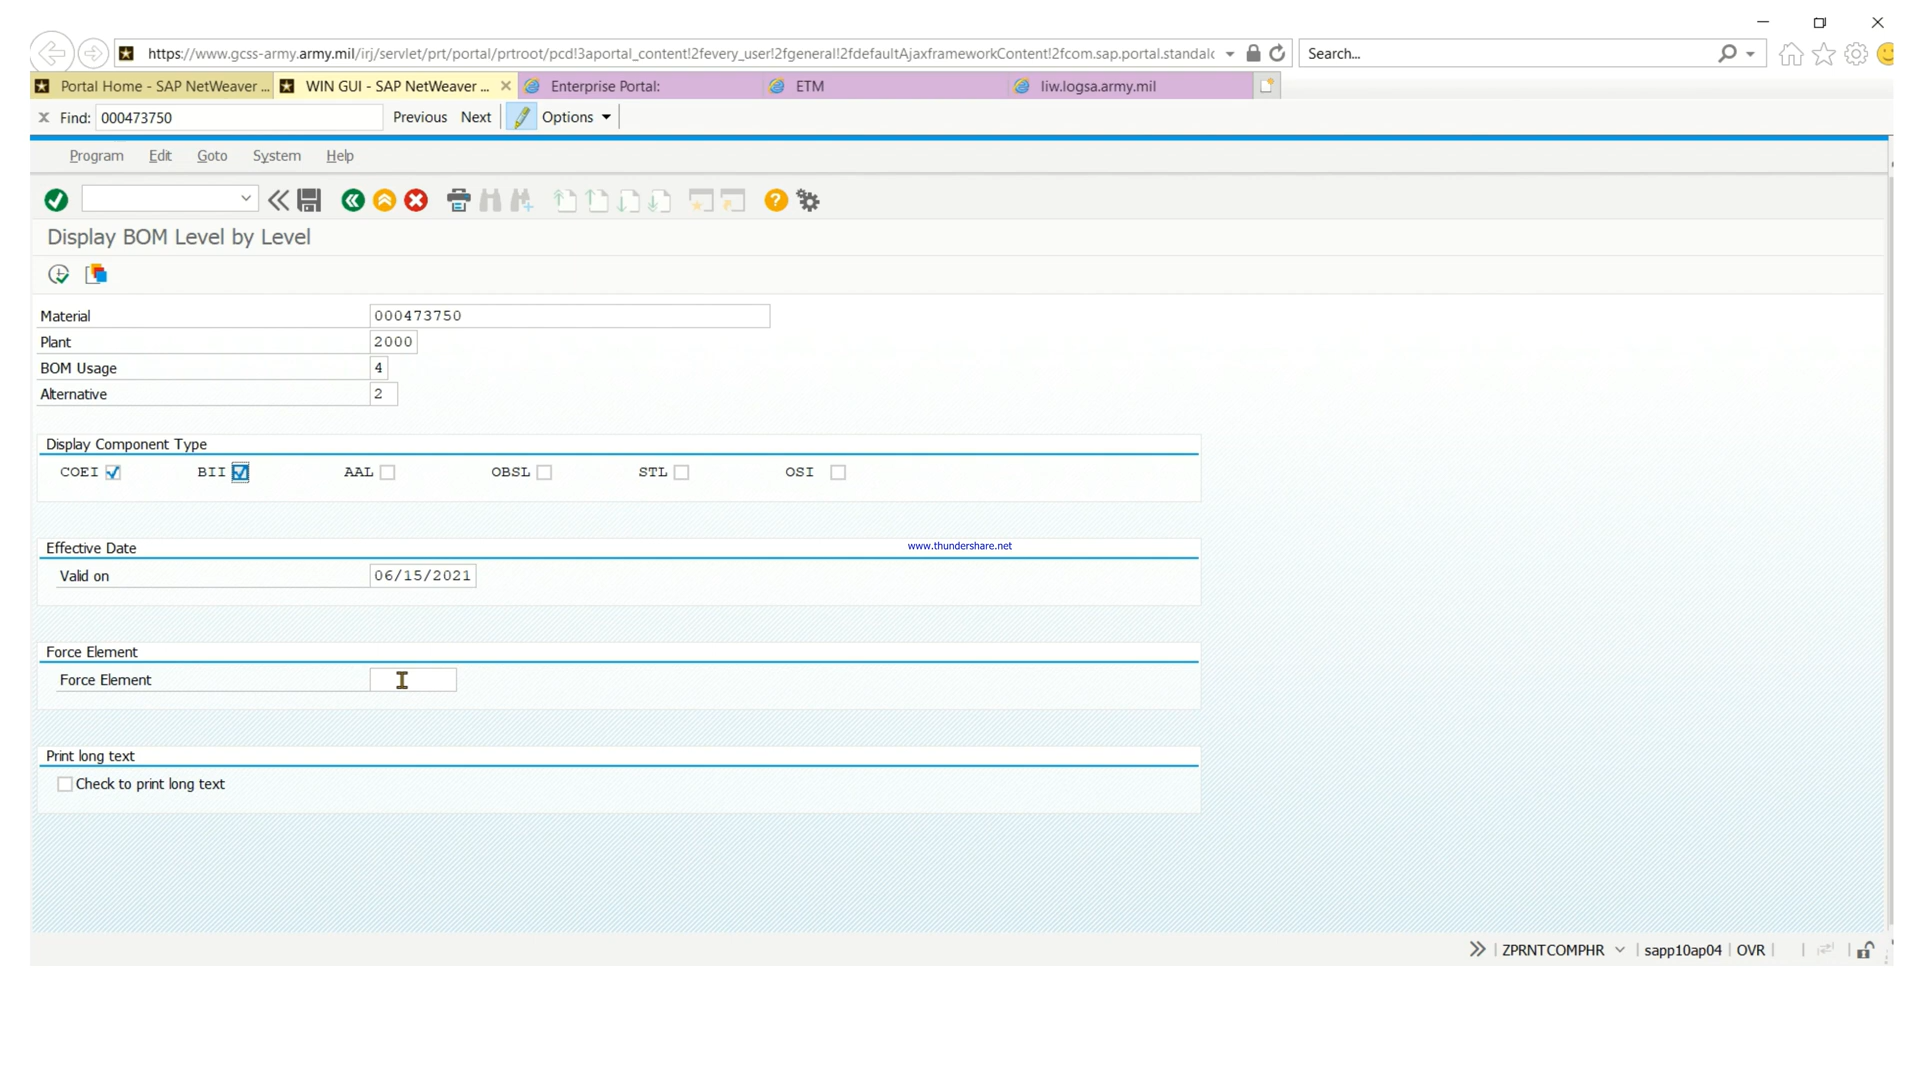 https://www.gcss-army.army.mil/irj/servlet/prt/portal/prtroot/pcd!3aportal_content!2fevery_user!2fgeneral!2fdefaultAjaxframeworkContent!2fcom.sap.portal.standalc Search...
Portal Home - SAP NetWeaver ... WIN GUI - SAP NetWeaver ... Enterprise Portal: ETM liw.logsa.army.mil
x Find: 000473750 Previous Next Options
Program Edit Goto System Help
Display BOM Level by Level
Material 000473750
Plant 2000
BOM Usage 4
Alternative 2
Display Component Type
COEI BII AAL OBSL STL OSI
Effective Date
www.thundershare.net
Valid on 06/15/2021
Force Element
Force Element
Print long text
Check to print long text
ZPRNTCOMPHR sapp10ap04 OVR